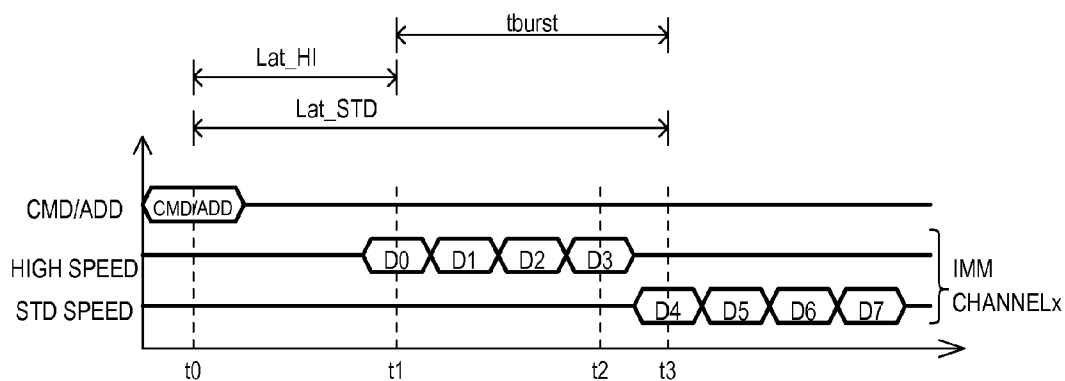 tburst
Lat_HI
Lat_STD
CMD/ADD CMD/ADD
HIGH SPEED D0 D1 D2 D3 IMM
STD SPEED D4 D5 D6 D7 CHANNELx
t0 t1 t2 t3